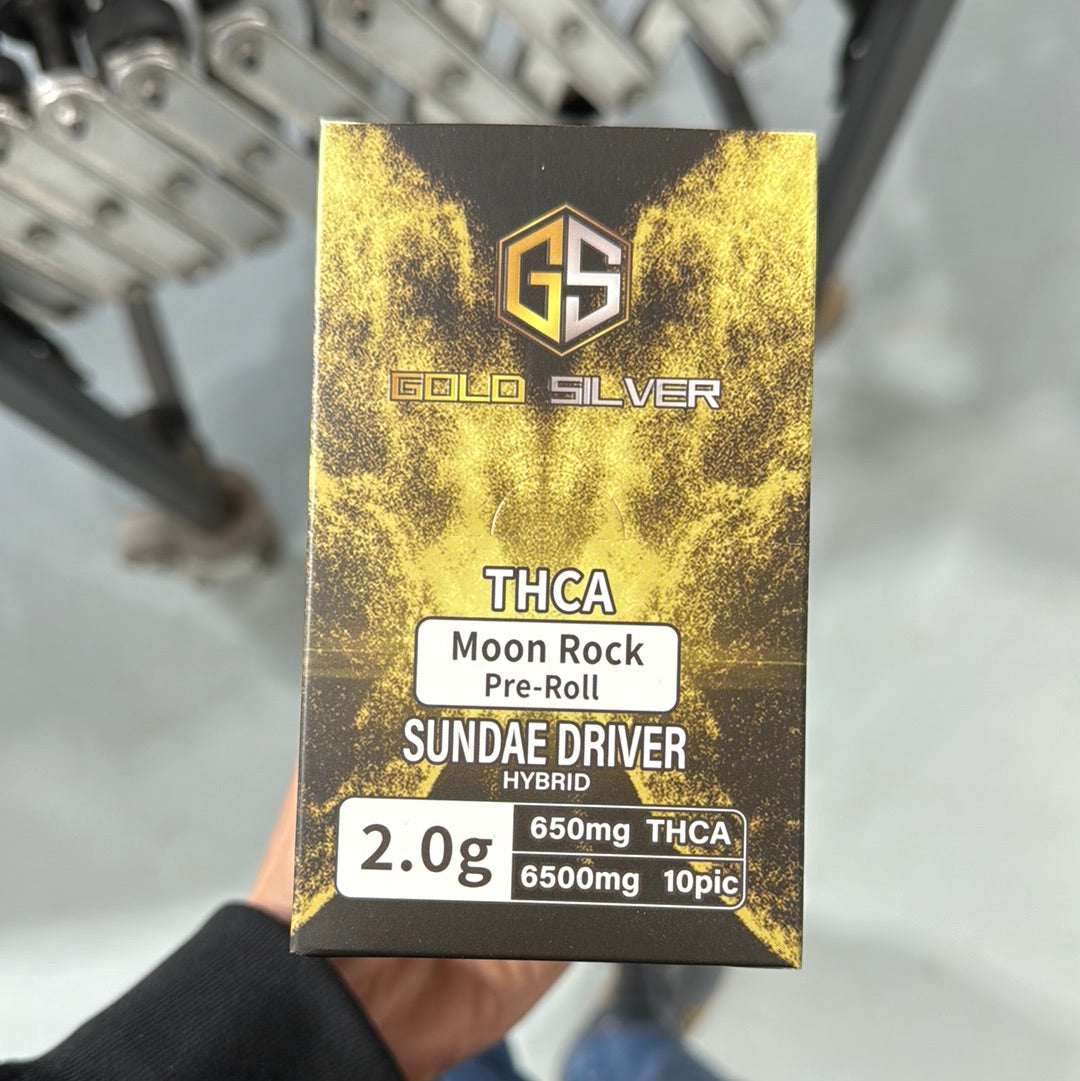 GS
GOLD SILVER
THCA
Moon Rock
Pre-Roll
SUNDAE DRIVER
HYBRID
2.0g
650mg THCA
6500mg 10pic